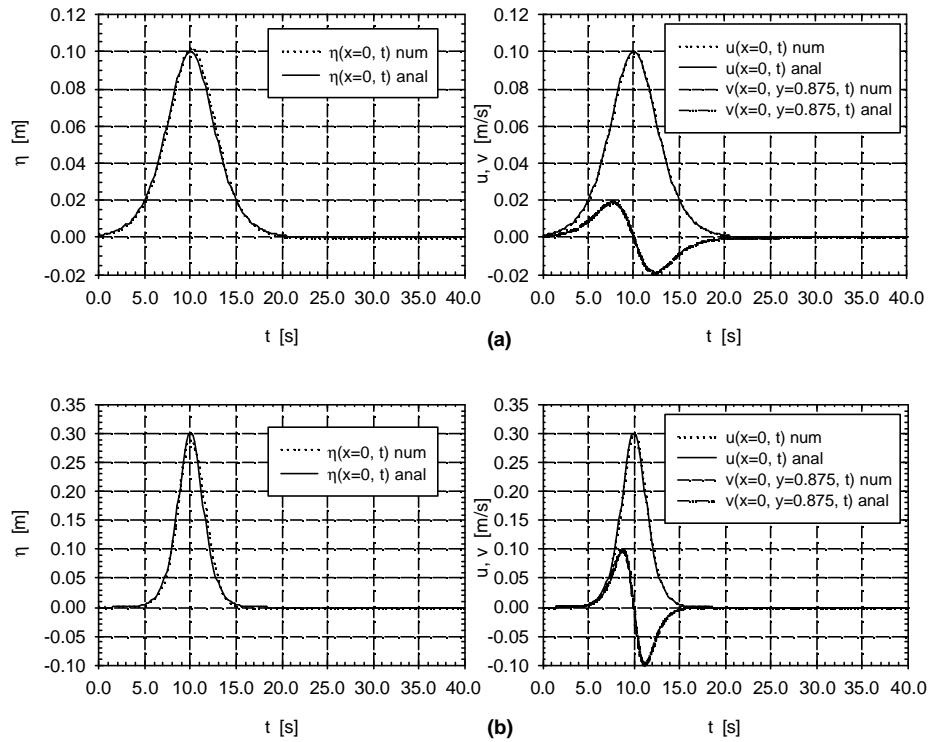 η [m]
0.12
0.10
0.08
0.06
0.04
0.02
0.00
-0.02
0.0 5.0 10.0 15.0 20.0 25.0 30.0 35.0 40.0
t [s]
η(x=0, t) num
η(x=0, t) anal
u, v [m/s]
0.12
0.10
0.08
0.06
0.04
0.02
0.00
-0.02
0.0 5.0 10.0 15.0 20.0 25.0 30.0 35.0 40.0
t [s]
u(x=0, t) num
u(x=0, t) anal
v(x=0, y=0.875, t) num
v(x=0, y=0.875, t) anal
(a)
η [m]
0.35
0.30
0.25
0.20
0.15
0.10
0.05
0.00
-0.05
-0.10
0.0 5.0 10.0 15.0 20.0 25.0 30.0 35.0 40.0
t [s]
η(x=0, t) num
η(x=0, t) anal
u, v [m/s]
0.35
0.30
0.25
0.20
0.15
0.10
0.05
0.00
-0.05
-0.10
0.0 5.0 10.0 15.0 20.0 25.0 30.0 35.0 40.0
t [s]
u(x=0, t) num
u(x=0, t) anal
v(x=0, y=0.875, t) num
v(x=0, y=0.875, t) anal
(b)